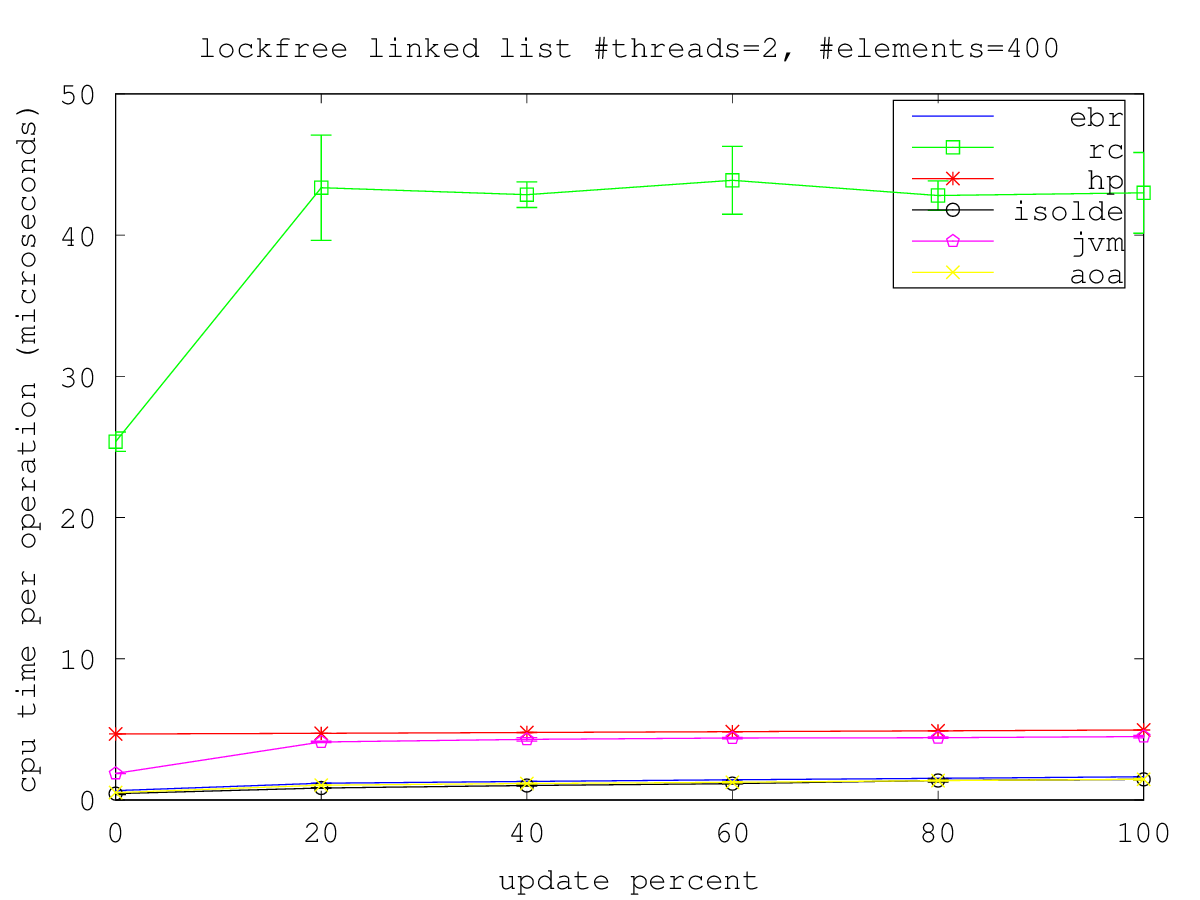 lockfree linked list #threads=2, #elements=400
cpu time per operation (microseconds)
50
40
30
20
10
0
ebr
rc
hp
isolde
jvm
aoa
0 20 40 60 80 100
update percent